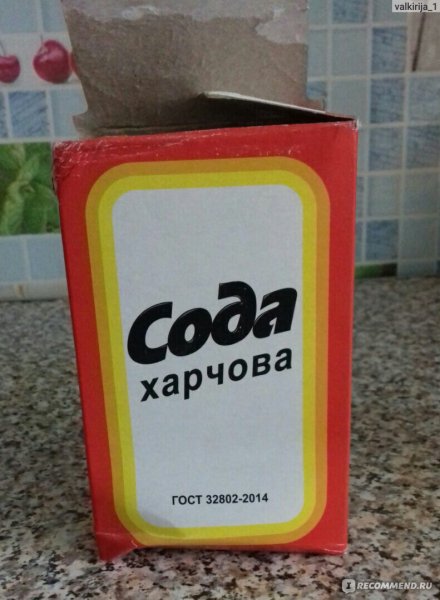 valkirija_1
Сода
харчова
ГОСТ 32802-2014
RECOMMEND.RU